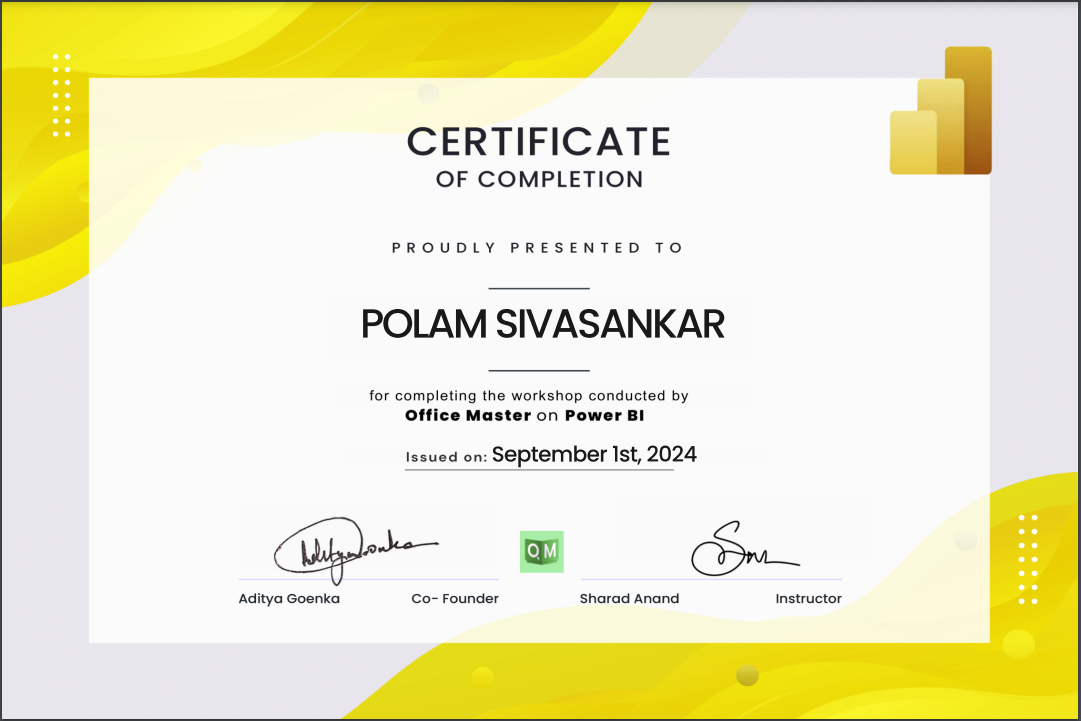 CERTIFICATE
OF COMPLETION
PROUDLY PRESENTED TO
POLAM SIVASANKAR
for completing the workshop conducted by
Office Master on Power BI
Issued on: September 1st, 2024
AdityaGoenka
OM
Aditya Goenka Co- Founder Sharad Anand Instructor